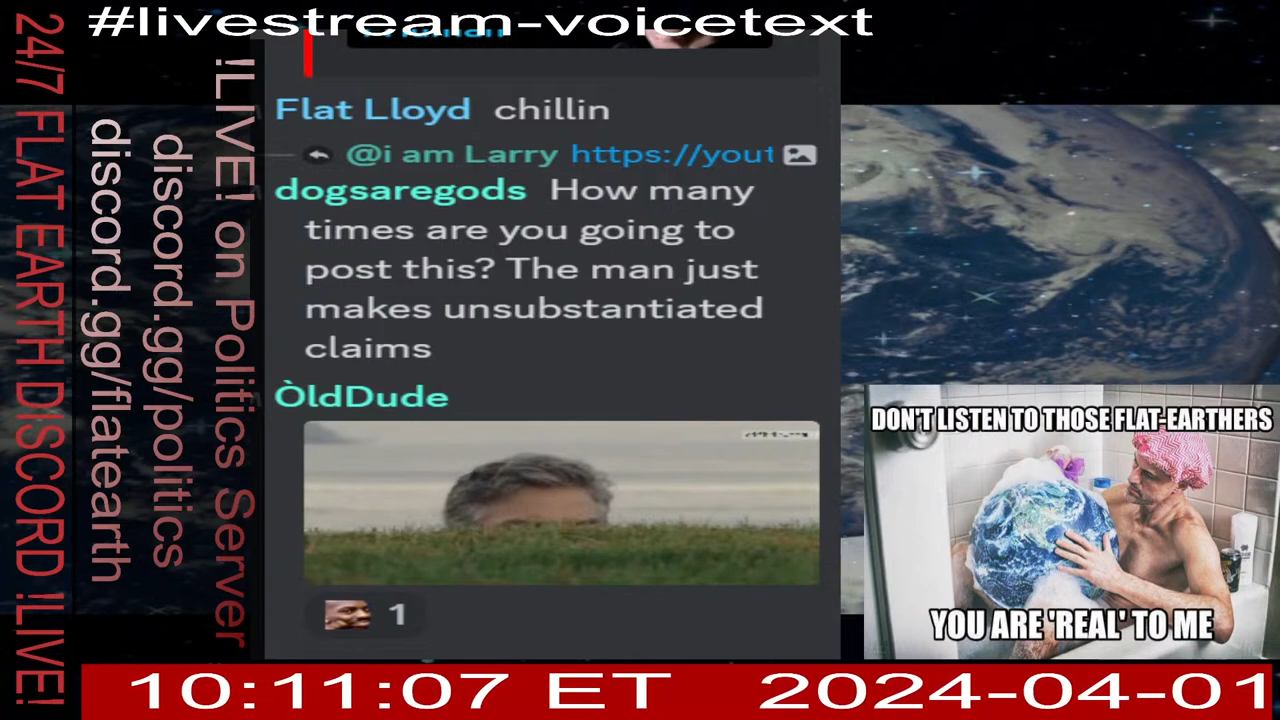 #livestream-voicetext
24/7 FLAT EARTH DISCORD !LIVE!
discord.gg/flatearth
discord.gg/politics
!LIVE! on Politics Server
Flat Lloyd chillin
@i am Larry https://yout
dogsaregods How many
times are you going to
post this? The man just
makes unsubstantiated
claims
ÒldDude
1
DON'T LISTEN TO THOSE FLAT-EARTHERS
YOU ARE 'REAL' TO ME
10:11:07 ET 2024-04-01